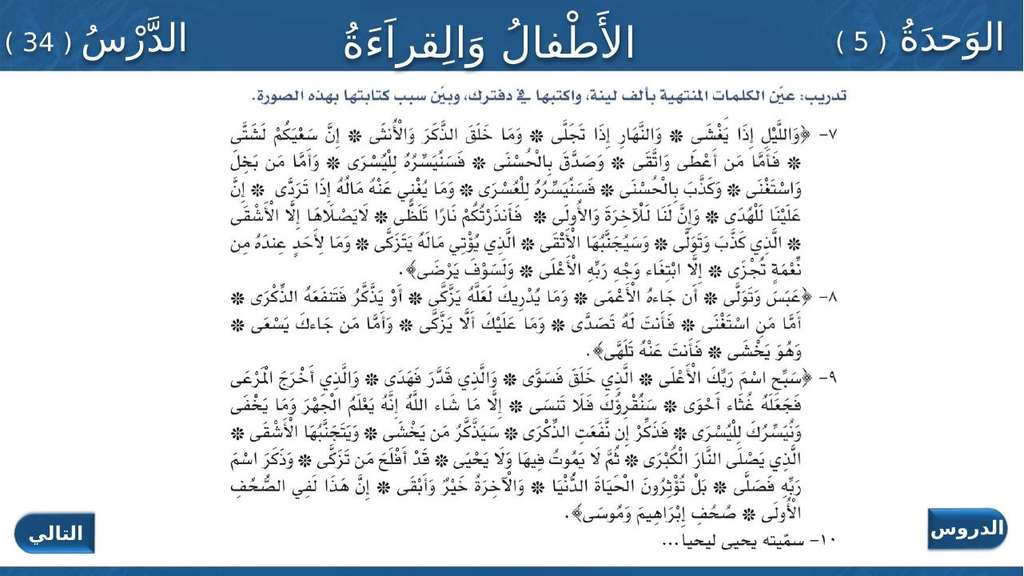 الوَحدَةُ ( 5 )
الأَطْفالُ وَالِقراَءَةُ
الدَّرْسُ ( 34 )
تدريب: عيّن الكلمات المنتهية بألف لينة، واكتبها في دفترك، وبيّن سبب كتابتها بهذه الصورة.
٧- ﴿وَاللَّيْلِ إِذَا يَغْشَى ❊ وَالنَّهَارِ إِذَا تَجَلَّى ❊ وَمَا خَلَقَ الذَّكَرَ وَالْأُنثَى ❊ إِنَّ سَعْيَكُمْ لَشَتَّى
❊ فَأَمَّا مَن أَعْطَى وَاتَّقَى ❊ وَصَدَّقَ بِالْحُسْنَى ❊ فَسَنُيَسِّرُهُ لِلْيُسْرَى ❊ وَأَمَّا مَن بَخِلَ
وَاسْتَغْنَى ❊ وَكَذَّبَ بِالْحُسْنَى ❊ فَسَنُيَسِّرُهُ لِلْعُسْرَى ❊ وَمَا يُغْنِي عَنْهُ مَالُهُ إِذَا تَرَدَّى ❊ إِنَّ
عَلَيْنَا لَلْهُدَى ❊ وَإِنَّ لَنَا لَلْآخِرَةَ وَالْأُولَى ❊ فَأَنذَرْتُكُمْ نَارًا تَلَظَّى ❊ لَايَصْلَاهَا إِلَّا الْأَشْقَى
❊ الَّذِي كَذَّبَ وَتَوَلَّى ❊ وَسَيُجَنَّبُهَا الْأَتْقَى ❊ الَّذِي يُؤْتِي مَالَهُ يَتَزَكَّى ❊ وَمَا لِأَحَدٍ عِندَهُ مِن
نِّعْمَةٍ تُجْزَى ❊ إِلَّا ابْتِغَاء وَجْهِ رَبِّهِ الْأَعْلَى ❊ وَلَسَوْفَ يَرْضَى﴾.
٨- ﴿عَبَسَ وَتَوَلَّى ❊ أَن جَاءهُ الْأَعْمَى ❊ وَمَا يُدْرِيكَ لَعَلَّهُ يَزَّكَّى ❊ أَوْ يَذَّكَّرُ فَتَنفَعَهُ الذِّكْرَى ❊
أَمَّا مَنِ اسْتَغْنَى ❊ فَأَنتَ لَهُ تَصَدَّى ❊ وَمَا عَلَيْكَ أَلَّا يَزَّكَّى ❊ وَأَمَّا مَن جَاءكَ يَسْعَى ❊
وَهُوَ يَخْشَى ❊ فَأَنتَ عَنْهُ تَلَهَّى﴾.
٩- ﴿سَبِّحِ اسْمَ رَبِّكَ الْأَعْلَى ❊ الَّذِي خَلَقَ فَسَوَّى ❊ وَالَّذِي قَدَّرَ فَهَدَى ❊ وَالَّذِي أَخْرَجَ الْمَرْعَى
فَجَعَلَهُ غُثَاء أَحْوَى ❊ سَنُقْرِؤُكَ فَلَا تَنسَى ❊ إِلَّا مَا شَاء اللَّهُ إِنَّهُ يَعْلَمُ الْجَهْرَ وَمَا يَخْفَى
وَنُيَسِّرُكَ لِلْيُسْرَى ❊ فَذَكِّرْ إِن نَّفَعَتِ الذِّكْرَى ❊ سَيَذَّكَّرُ مَن يَخْشَى ❊ وَيَتَجَنَّبُهَا الْأَشْقَى ❊
الَّذِي يَصْلَى النَّارَ الْكُبْرَى ❊ ثُمَّ لَا يَمُوتُ فِيهَا وَلَا يَحْيَى ❊ قَدْ أَفْلَحَ مَن تَزَكَّى ❊ وَذَكَرَ اسْمَ
رَبِّهِ فَصَلَّى ❊ بَلْ تُؤْثِرُونَ الْحَيَاةَ الدُّنْيَا ❊ وَالْآخِرَةُ خَيْرٌ وَأَبْقَى ❊ إِنَّ هَذَا لَفِي الصُّحُفِ
الْأُولَى ❊ صُحُفِ إِبْرَاهِيمَ وَمُوسَى﴾.
١٠- سمّيته يحيى ليحيا...
الدروس
التالي